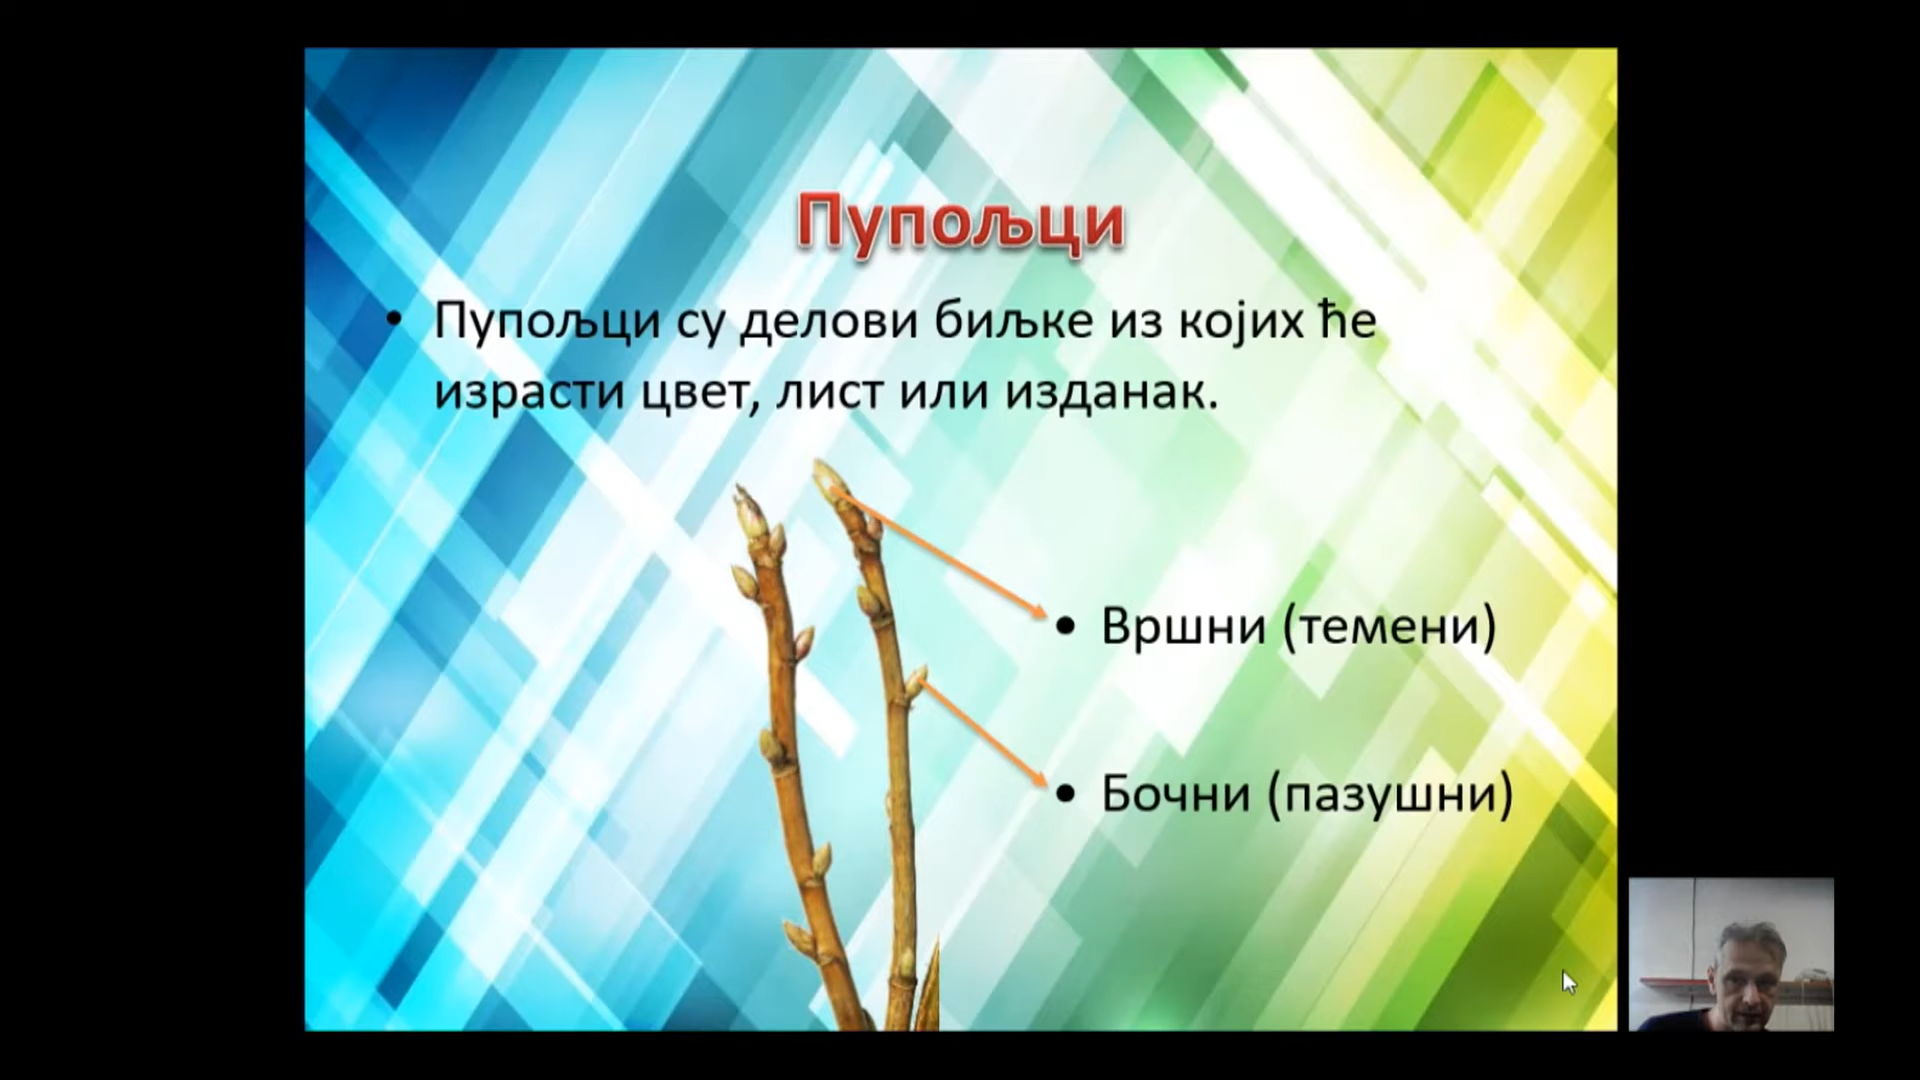 Пупољци
• Пупољци су делови биљке из којих ће
израсти цвет, лист или изданак.
• Вршни (темени)
• Бочни (пазушни)